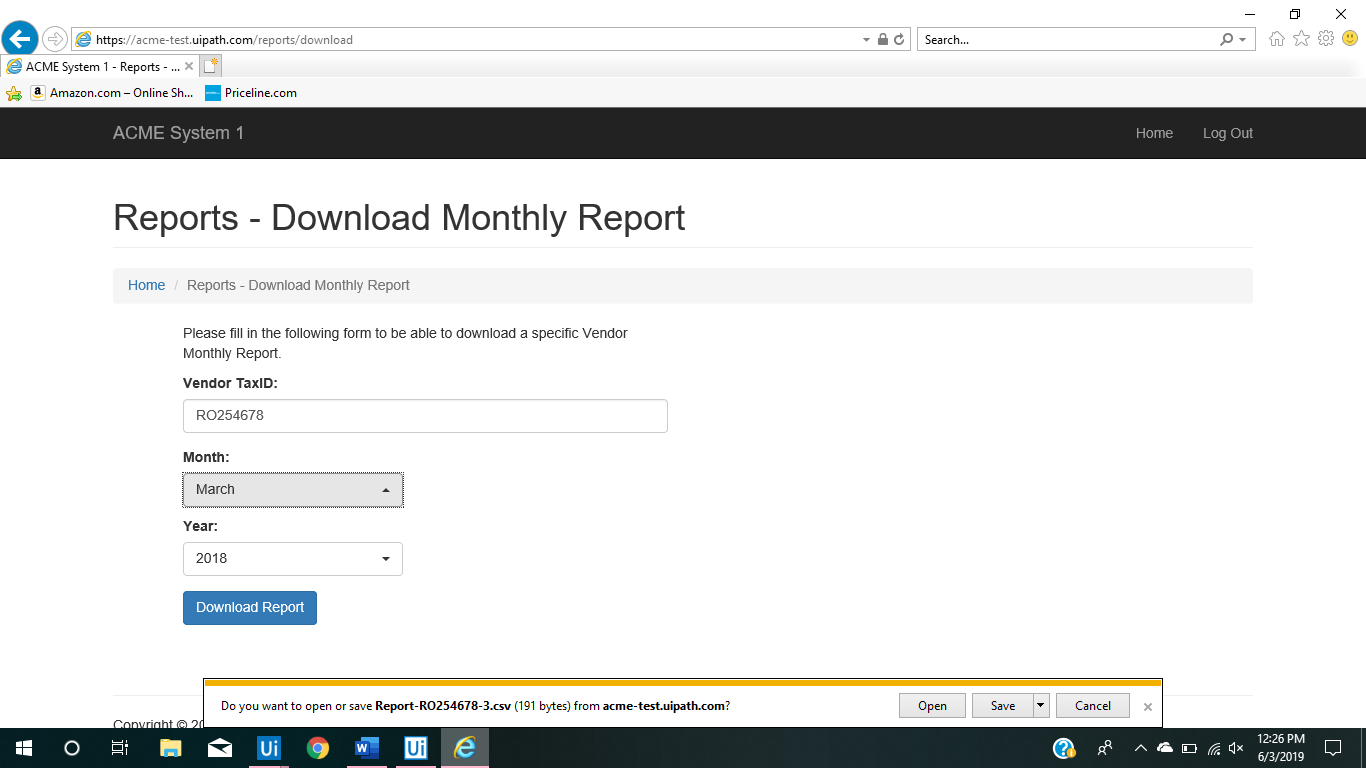 https://acme-test.uipath.com/reports/download
Search...
ACME System 1 - Reports - ...
Amazon.com – Online Sh...
Priceline.com
ACME System 1
Home
Log Out
Reports - Download Monthly Report
Home / Reports - Download Monthly Report
Please fill in the following form to be able to download a specific Vendor
Monthly Report.
Vendor TaxID:
RO254678
Month:
March
Year:
2018
Download Report
Do you want to open or save Report-RO254678-3.csv (191 bytes) from acme-test.uipath.com?
Open
Save
Cancel
Copyright © 20
Ui
Ui
12:26 PM
6/3/2019